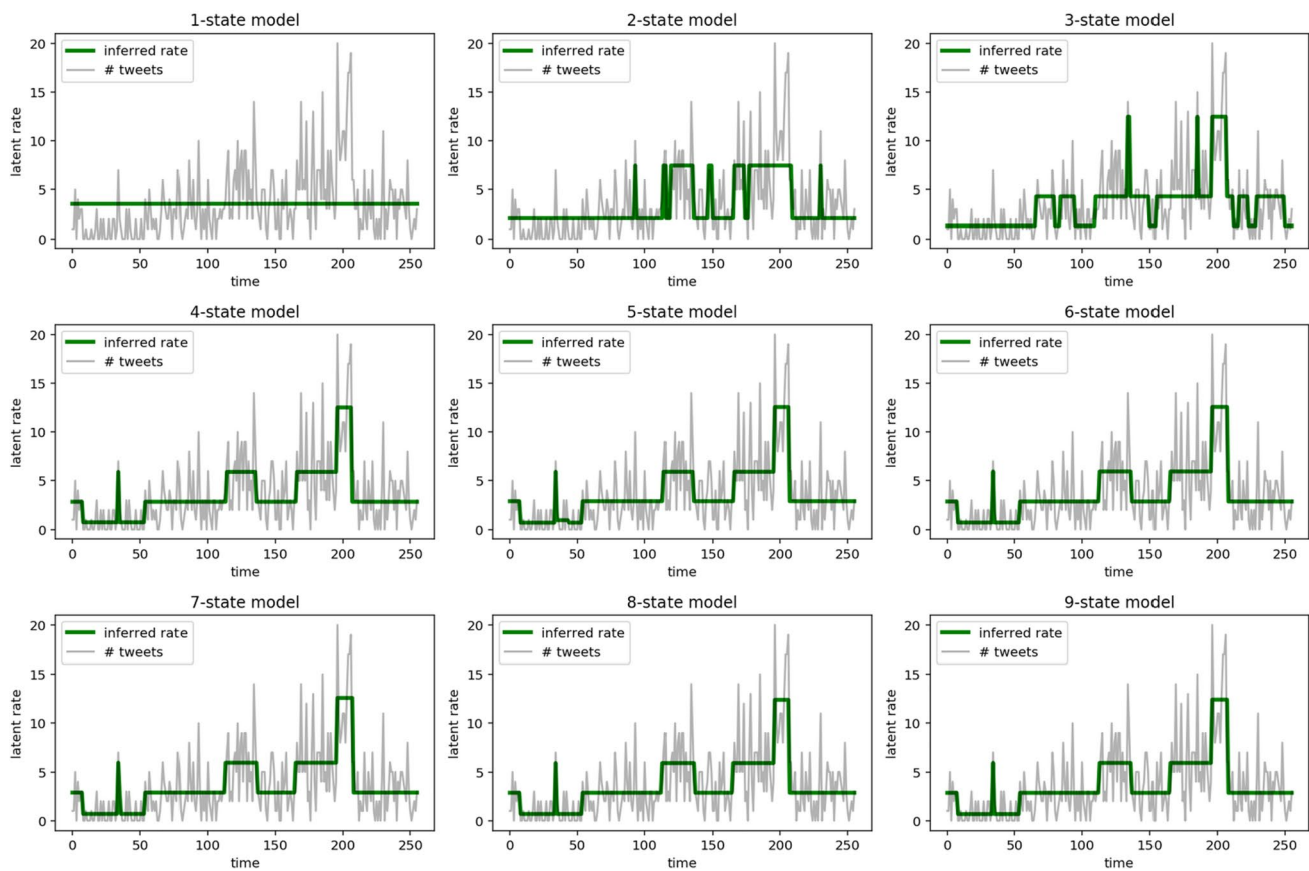 1-state model
inferred rate
# tweets
latent rate
20
15
10
5
0
0 50 100 150 200 250
time
2-state model
inferred rate
# tweets
latent rate
20
15
10
5
0
0 50 100 150 200 250
time
3-state model
inferred rate
# tweets
latent rate
20
15
10
5
0
0 50 100 150 200 250
time
4-state model
inferred rate
# tweets
latent rate
20
15
10
5
0
0 50 100 150 200 250
time
5-state model
inferred rate
# tweets
latent rate
20
15
10
5
0
0 50 100 150 200 250
time
6-state model
inferred rate
# tweets
latent rate
20
15
10
5
0
0 50 100 150 200 250
time
7-state model
inferred rate
# tweets
latent rate
20
15
10
5
0
0 50 100 150 200 250
time
8-state model
inferred rate
# tweets
latent rate
20
15
10
5
0
0 50 100 150 200 250
time
9-state model
inferred rate
# tweets
latent rate
20
15
10
5
0
0 50 100 150 200 250
time